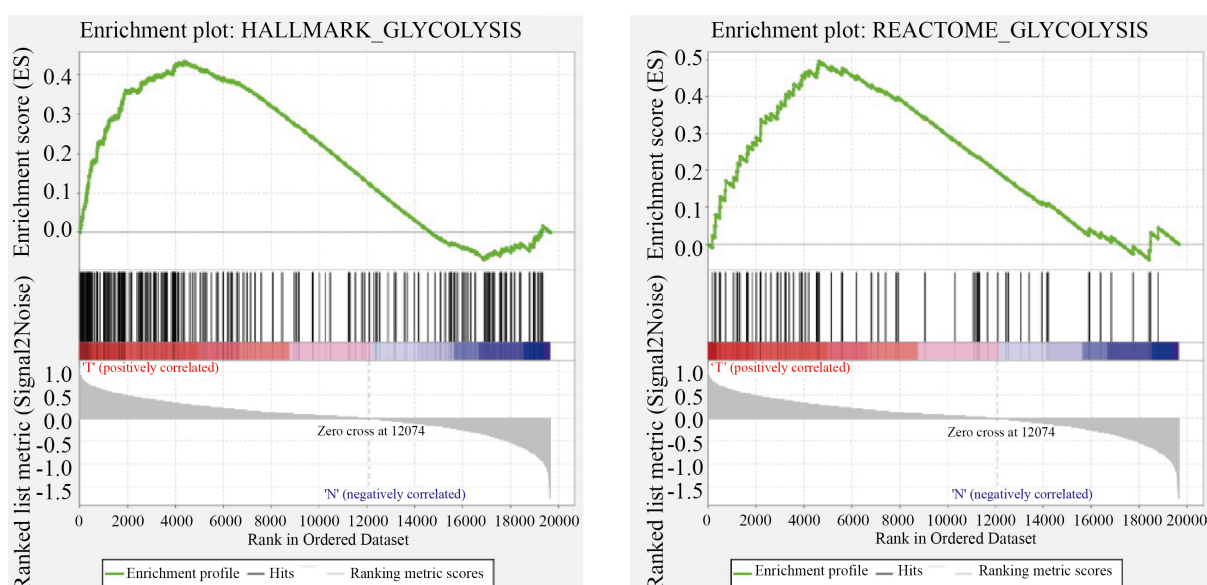 Enrichment plot: HALLMARK_GLYCOLYSIS
Enrichment score (ES)
0.4
0.3
0.2
0.1
0.0
Ranked list metric (Signal2Noise)
'T' (positively correlated)
1.0
0.5
0.0
-0.5
-1.0
-1.5
Zero cross at 12074
'N' (negatively correlated)
0 2000 4000 6000 8000 10000 12000 14000 16000 18000 20000
Rank in Ordered Dataset
Enrichment profile Hits Ranking metric scores
Enrichment plot: REACTOME_GLYCOLYSIS
Enrichment score (ES)
0.5
0.4
0.3
0.2
0.1
0.0
Ranked list metric (Signal2Noise)
'T' (positively correlated)
1.0
0.5
0.0
-0.5
-1.0
-1.5
Zero cross at 12074
'N' (negatively correlated)
0 2000 4000 6000 8000 10000 12000 14000 16000 18000 20000
Rank in Ordered Dataset
Enrichment profile Hits Ranking metric scores